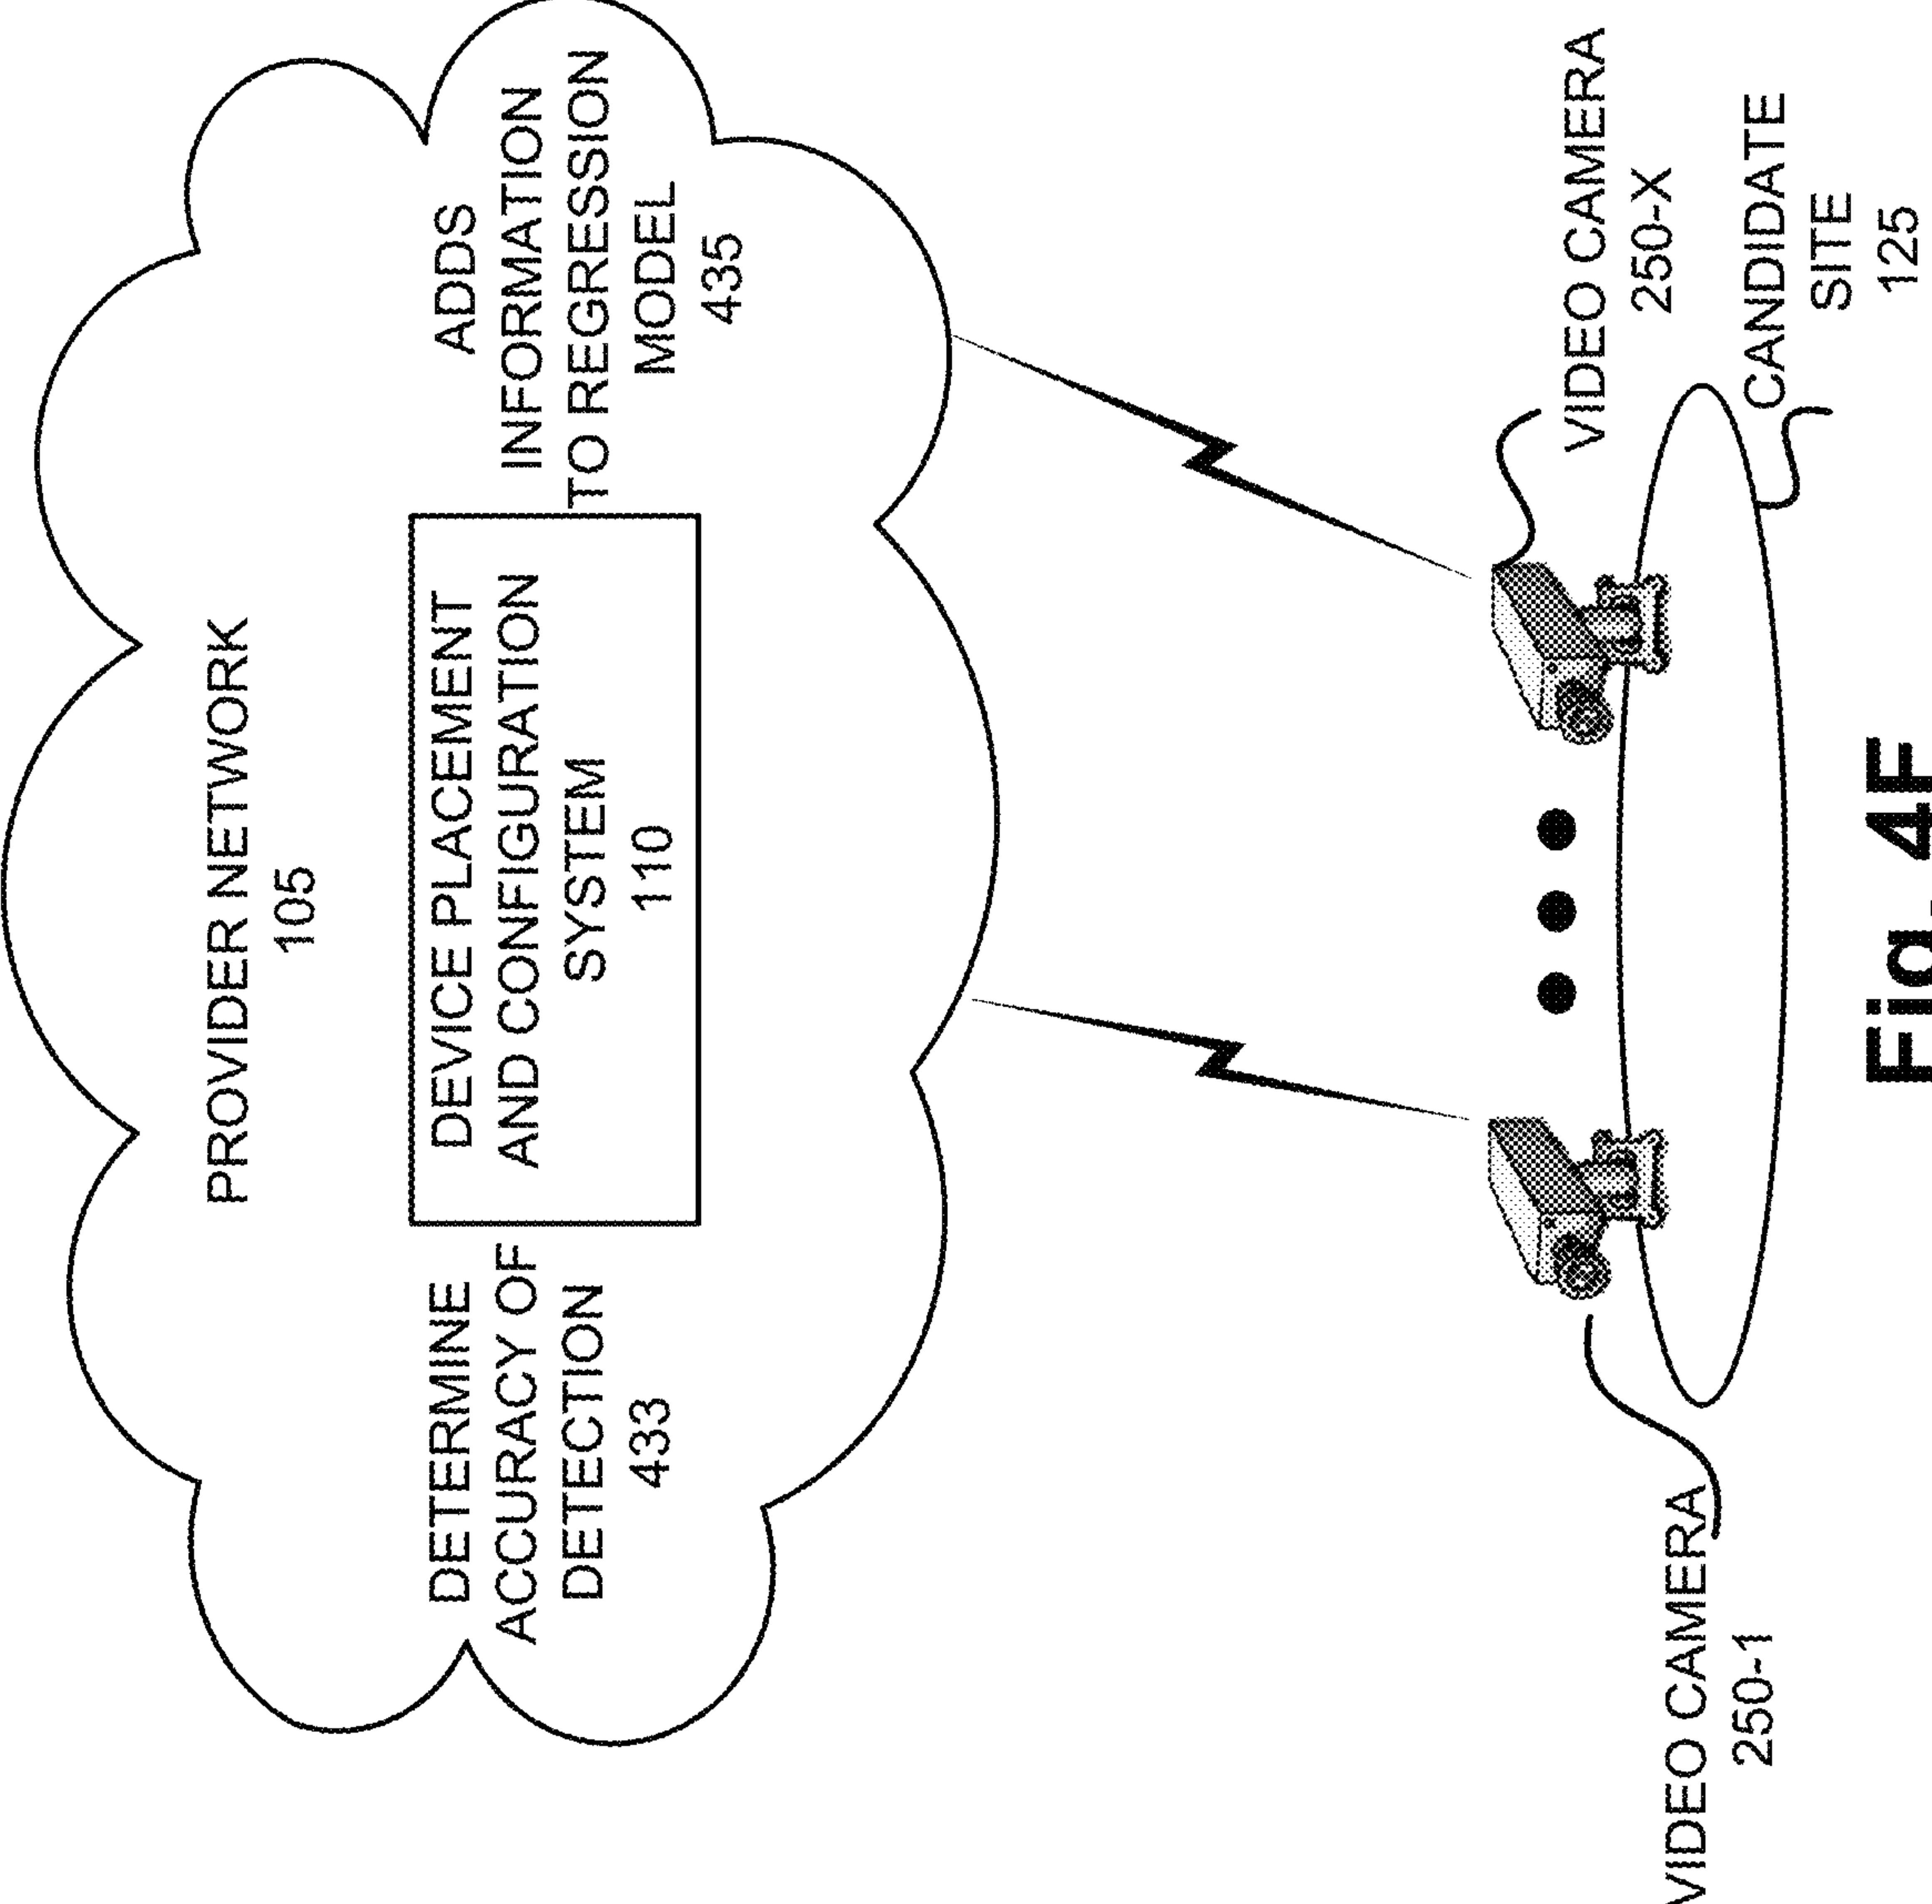 PROVIDER NETWORK
105
DETERMINE
ACCURACY OF
DETECTION
433
DEVICE PLACEMENT
AND CONFIGURATION
SYSTEM
110
ADDS
INFORMATION
TO REGRESSION
MODEL
435
VIDEO CAMERA
250-1
VIDEO CAMERA
250-X
CANDIDATE
SITE
125
Fig. 4F